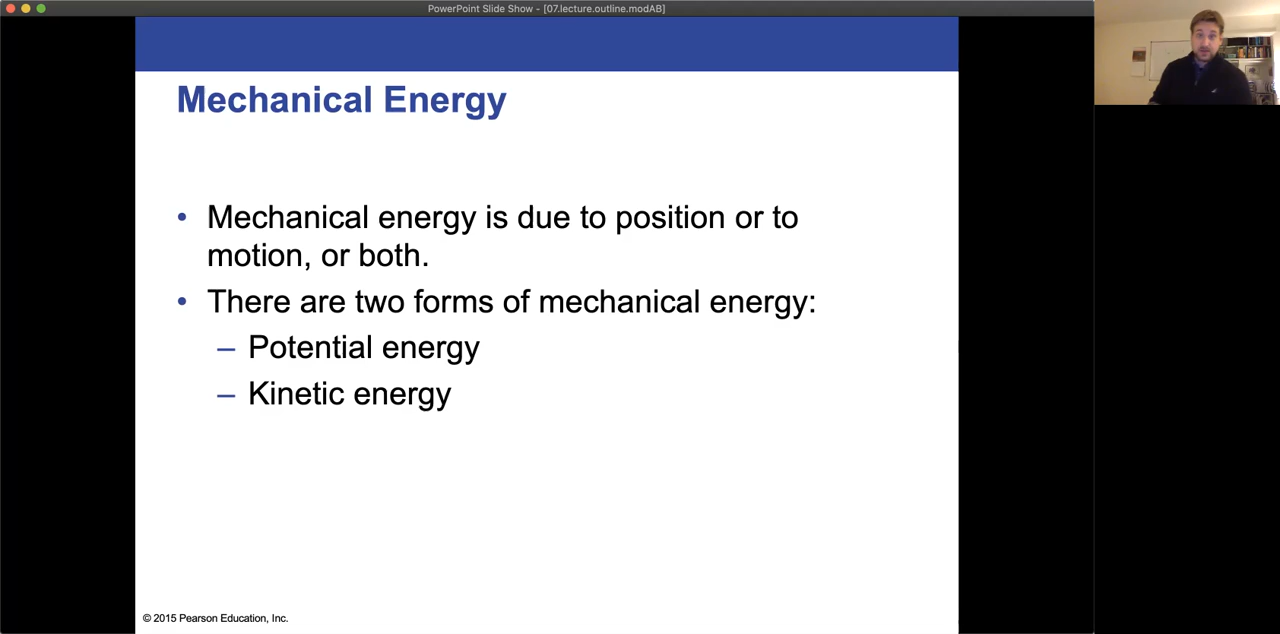 PowerPoint Slide Show - [07.lecture.outline.modAB]
Mechanical Energy
• Mechanical energy is due to position or to
motion, or both.
• There are two forms of mechanical energy:
– Potential energy
– Kinetic energy
© 2015 Pearson Education, Inc.